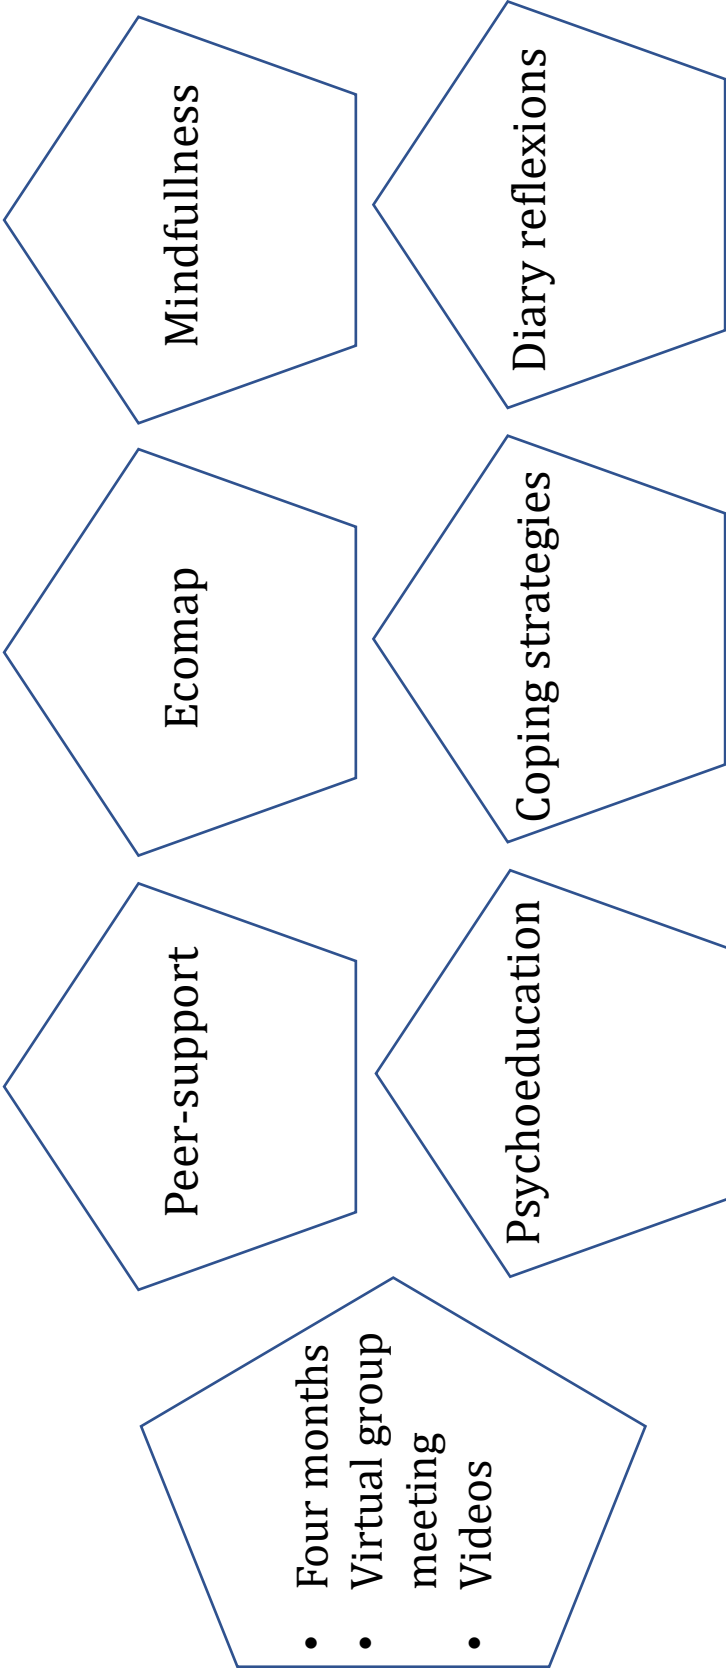 • Four months
• Virtual group
meeting
• Videos
Peer-support
Ecomap
Mindfullness
Psychoeducation
Coping strategies
Diary reflexions